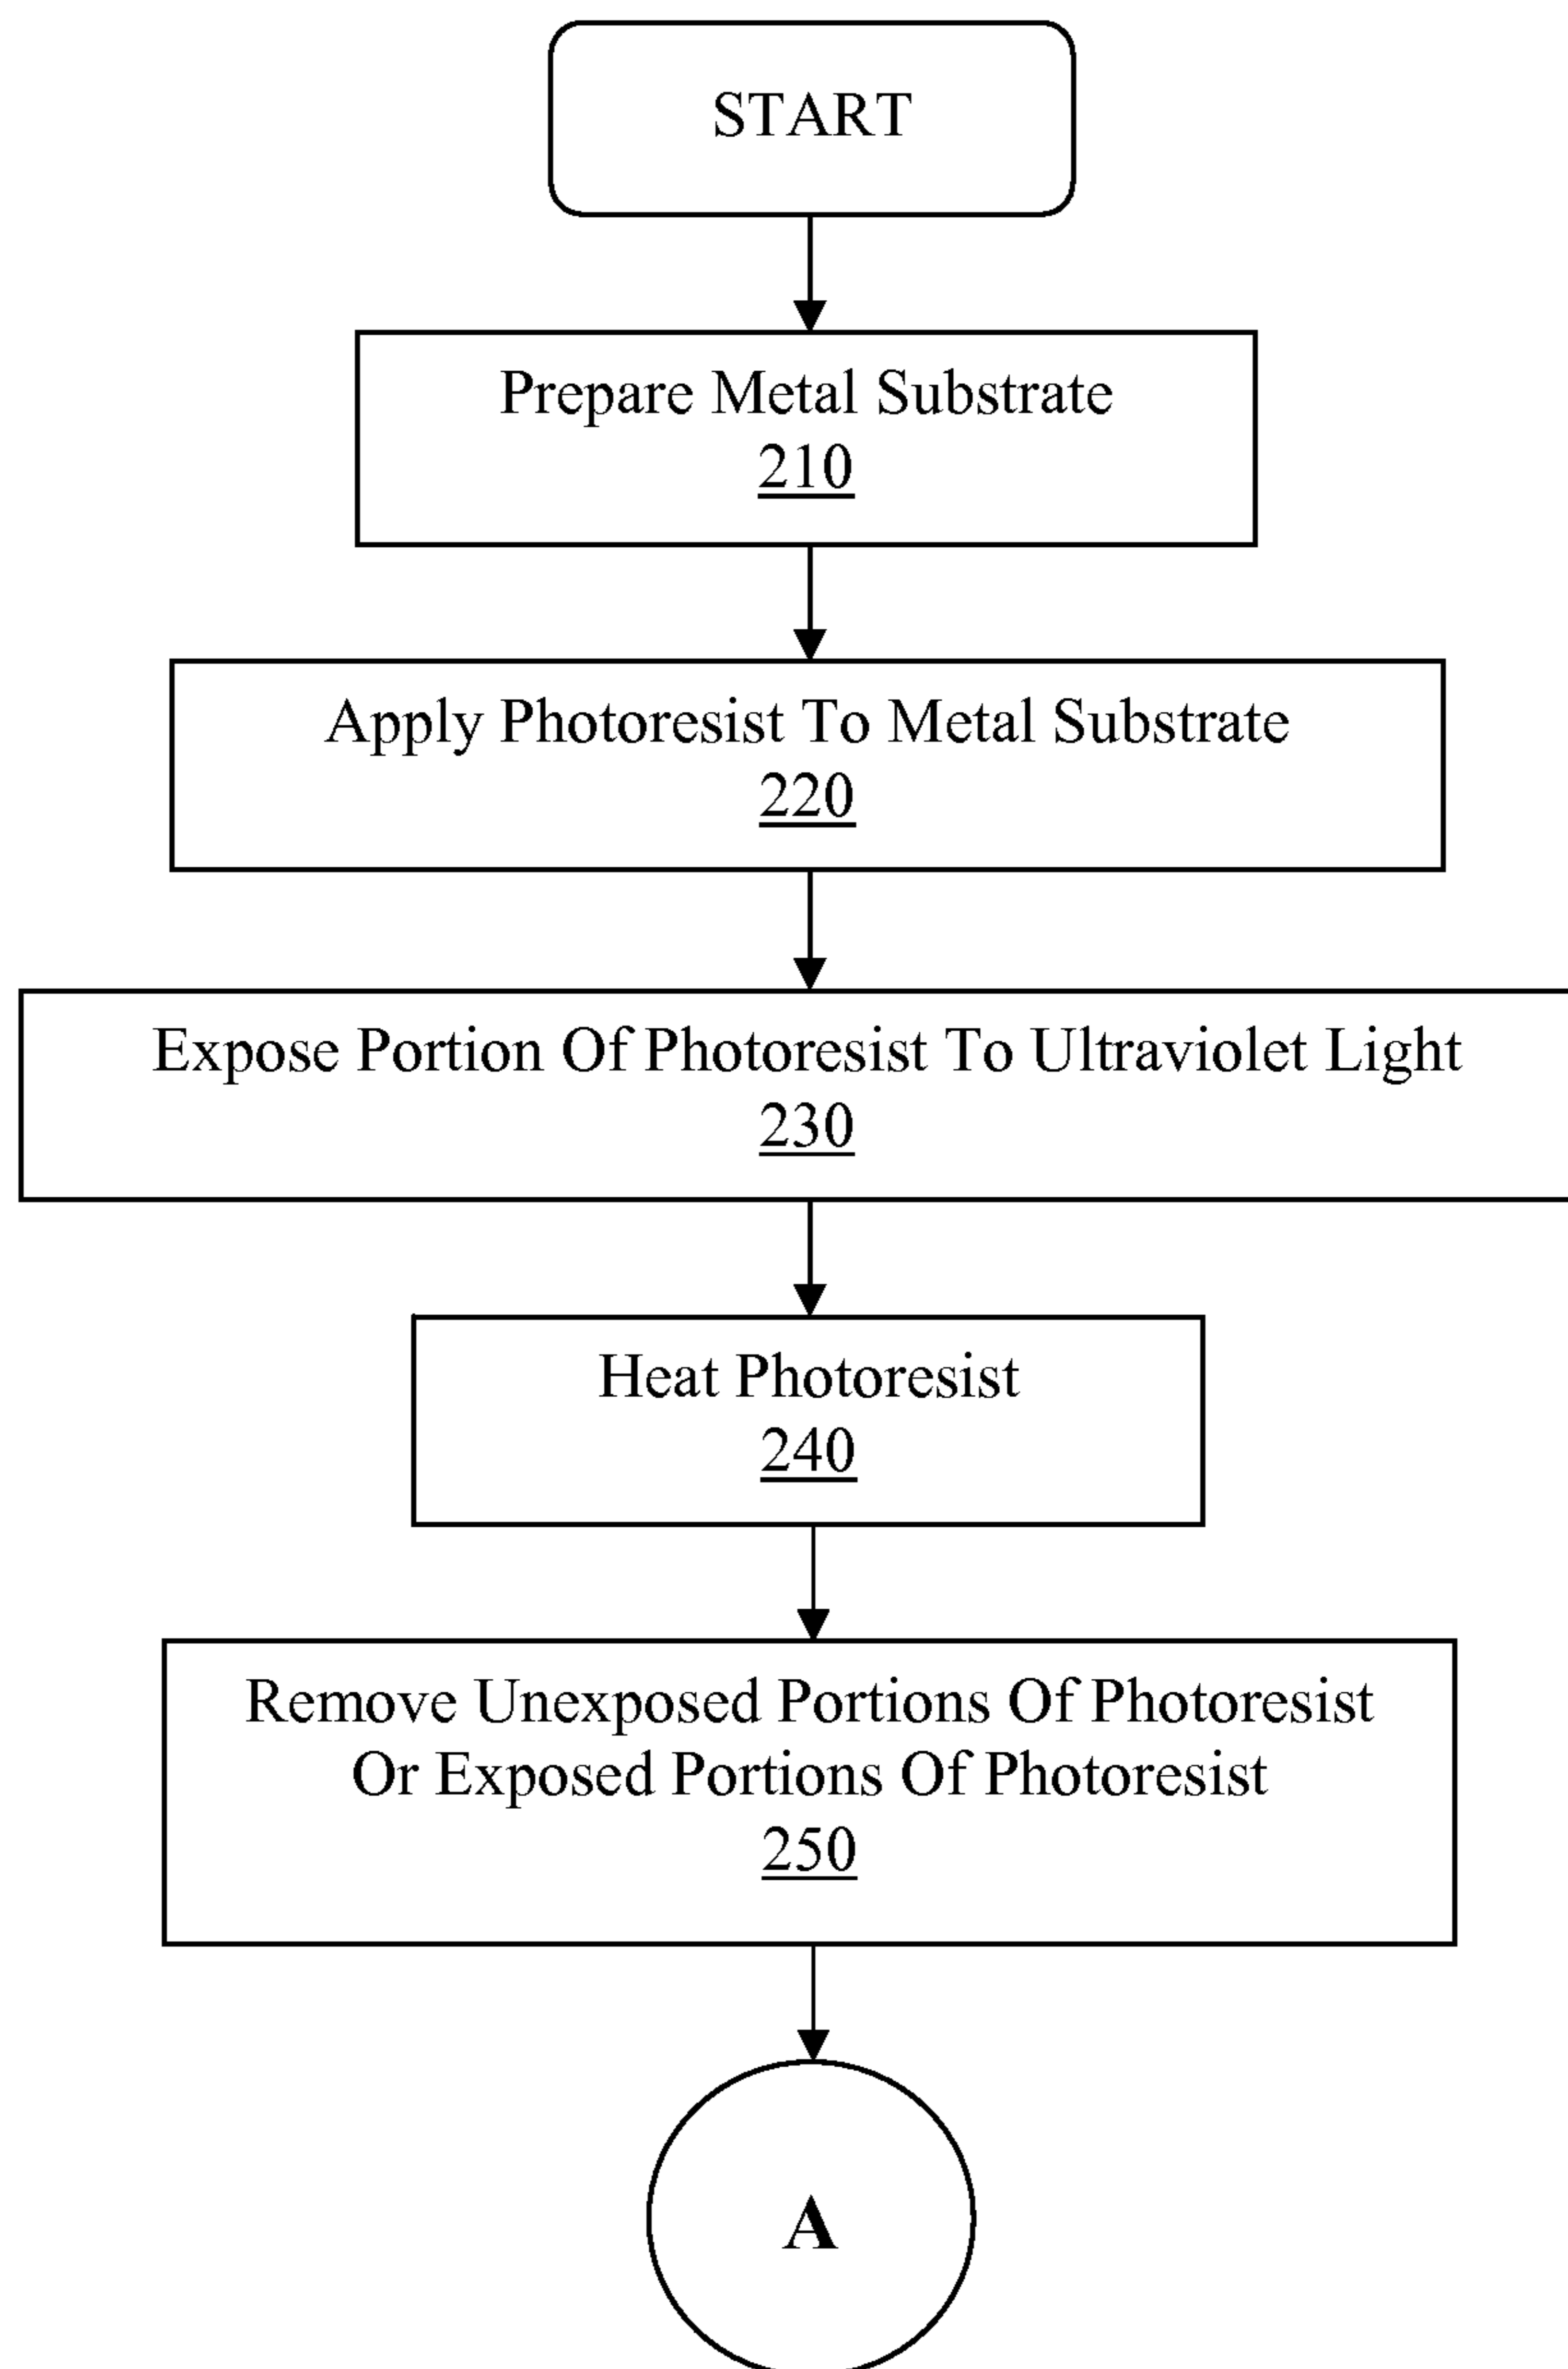 START
Prepare Metal Substrate
210
Apply Photoresist To Metal Substrate
220
Expose Portion Of Photoresist To Ultraviolet Light
230
Heat Photoresist
240
Remove Unexposed Portions Of Photoresist
Or Exposed Portions Of Photoresist
250
A